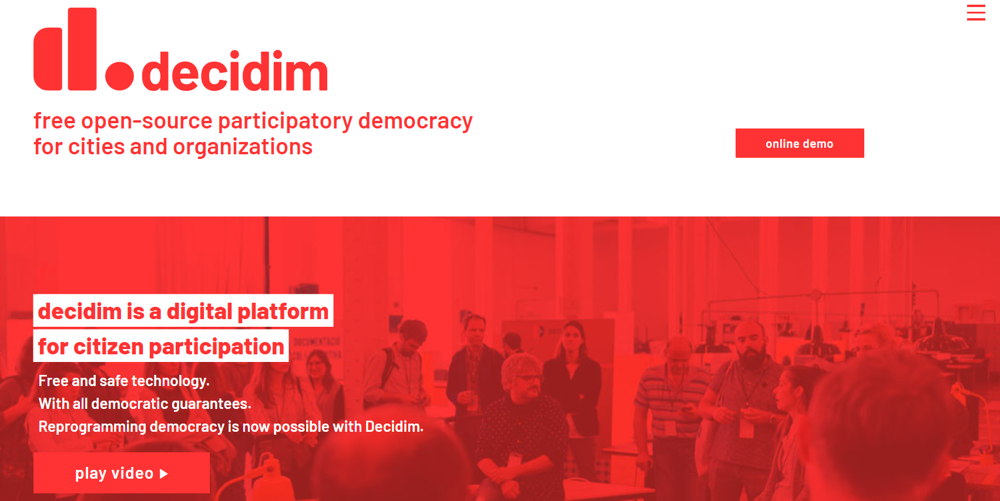 d.decidim
free open-source participatory democracy
for cities and organizations
online demo
decidim is a digital platform
for citizen participation
DOCUMENTACIÓ
Free and safe technology.
With all democratic guarantees.
Reprogramming democracy is now possible with Decidim.
play video